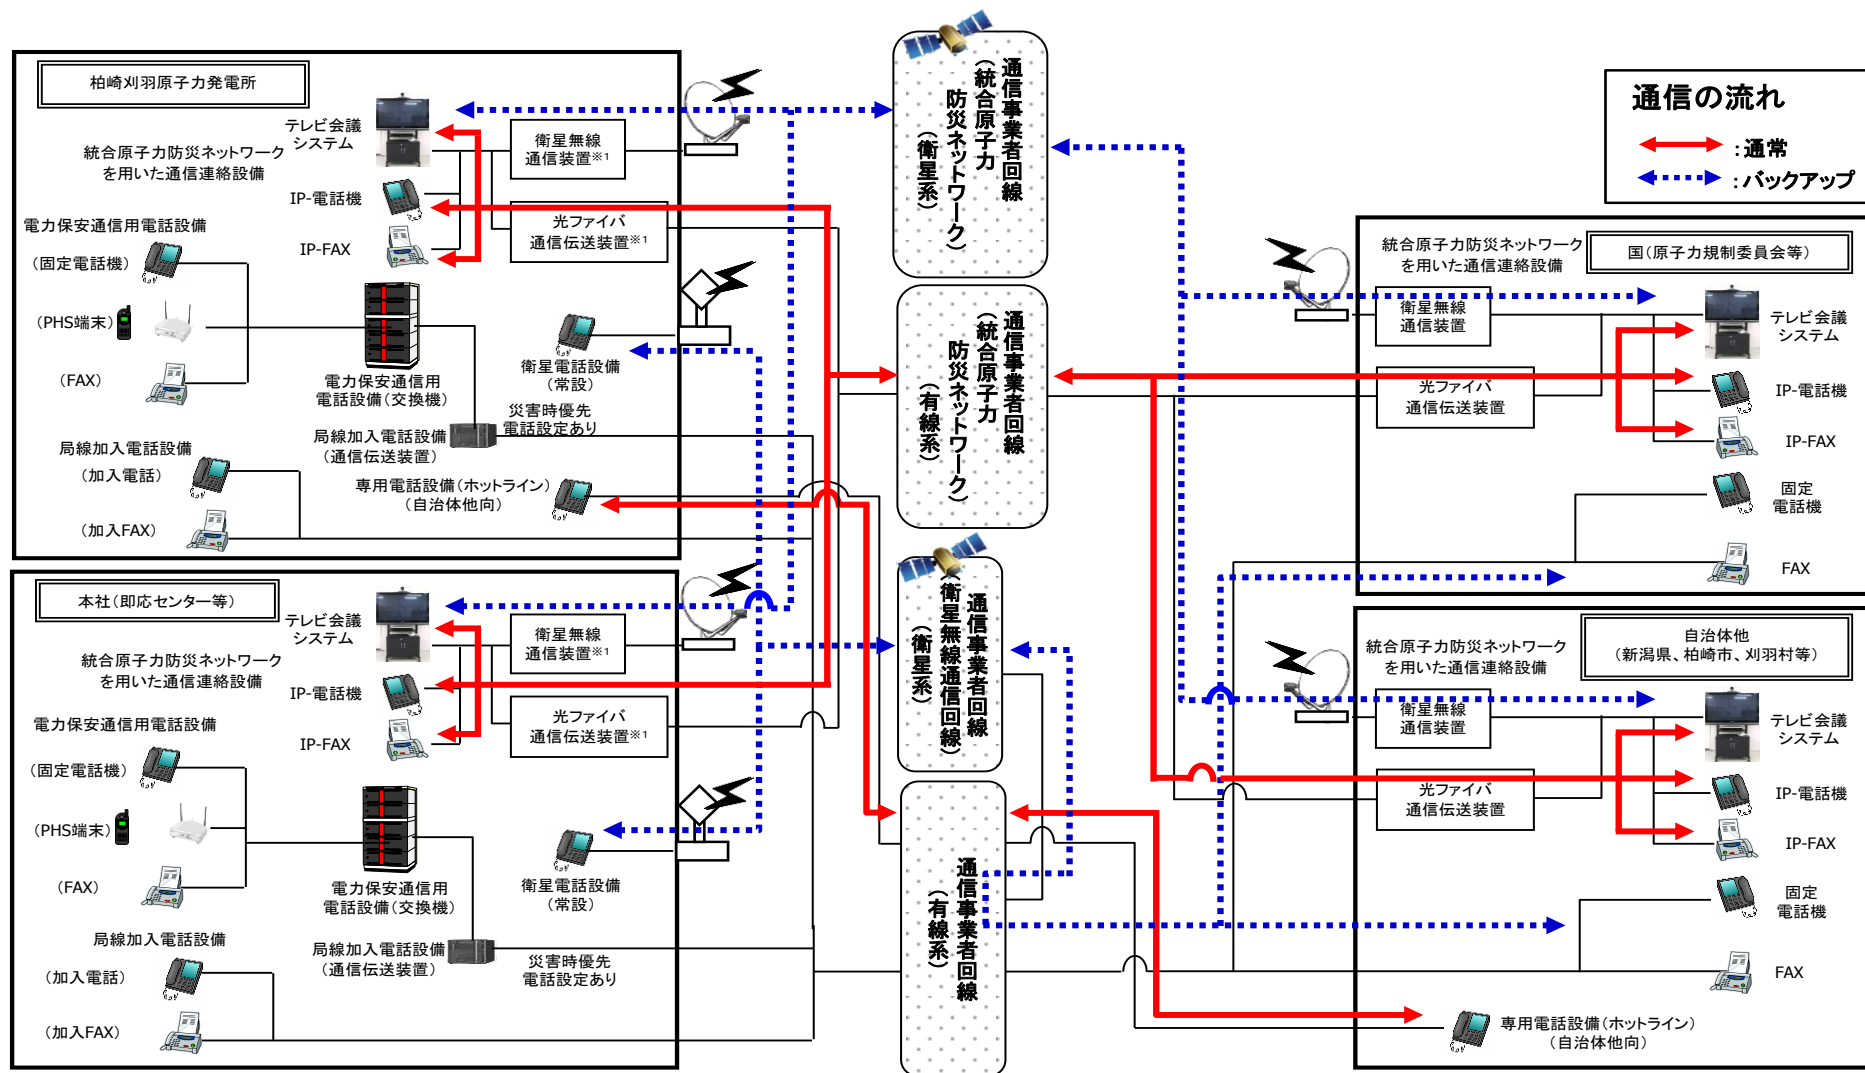 柏崎刈羽原子力発電所
テレビ会議
システム
統合原子力防災ネットワーク
を用いた通信連絡設備
IP-電話機
IP-FAX
衛星無線
通信装置※1
光ファイバ
通信伝送装置※1
電力保安通信用電話設備
(固定電話機)
(PHS端末)
(FAX)
電力保安通信用
電話設備(交換機)
衛星電話設備
(常設)
災害時優先
電話設定あり
局線加入電話設備
(通信伝送装置)
局線加入電話設備
(加入電話)
(加入FAX)
専用電話設備(ホットライン)
(自治体他向)
本社(即応センター等)
テレビ会議
システム
統合原子力防災ネットワーク
を用いた通信連絡設備
IP-電話機
IP-FAX
衛星無線
通信装置※1
光ファイバ
通信伝送装置※1
電力保安通信用電話設備
(固定電話機)
(PHS端末)
(FAX)
電力保安通信用
電話設備(交換機)
衛星電話設備
(常設)
局線加入電話設備
(通信伝送装置)
災害時優先
電話設定あり
局線加入電話設備
(加入電話)
(加入FAX)
通信事業者回線
(統合原子力
防災ネットワーク)
(衛星系)
通信事業者回線
(統合原子力
防災ネットワーク)
(有線系)
通信事業者回線
(衛星無線通信回線)
(衛星系)
通信事業者回線
(有線系)
通信の流れ
:通常
:バックアップ
統合原子力防災ネットワーク
を用いた通信連絡設備
国(原子力規制委員会等)
衛星無線
通信装置
光ファイバ
通信伝送装置
テレビ会議
システム
IP-電話機
IP-FAX
固定
電話機
FAX
統合原子力防災ネットワーク
を用いた通信連絡設備
自治体他
(新潟県、柏崎市、刈羽村等)
衛星無線
通信装置
光ファイバ
通信伝送装置
テレビ会議
システム
IP-電話機
IP-FAX
固定
電話機
FAX
専用電話設備(ホットライン)
(自治体他向)